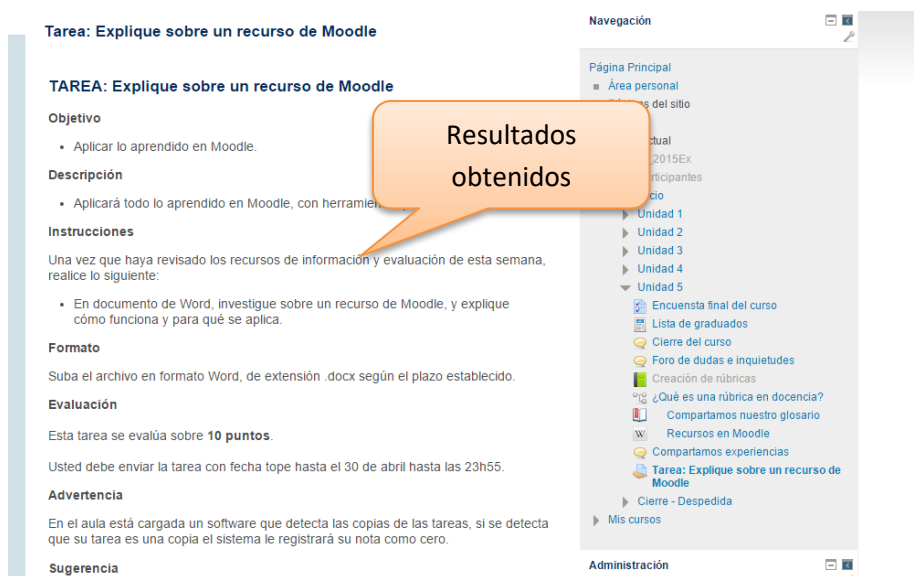 Tarea: Explique sobre un recurso de Moodle
TAREA: Explique sobre un recurso de Moodle
Objetivo
• Aplicar lo aprendido en Moodle.
Descripción
• Aplicará todo lo aprendido en Moodle, con
Instrucciones
Una vez que haya revisado los recursos de información y evaluación de esta semana,
realice lo siguiente:
• En documento de Word, investigue sobre un recurso de Moodle, y explique
cómo funciona y para qué se aplica.
Formato
Suba el archivo en formato Word, de extensión .docx según el plazo establecido.
Evaluación
Esta tarea se evalúa sobre 10 puntos.
Usted debe enviar la tarea con fecha tope hasta el 30 de abril hasta las 23h55.
Advertencia
En el aula está cargada un software que detecta las copias de las tareas, si se detecta
que su tarea es una copia el sistema le registrará su nota como cero.
Sugerencia
Resultados
obtenidos
Navegación
Página Principal
Área personal
del sitio
2015Ex
Unidad 1
Unidad 2
Unidad 3
Unidad 4
Unidad 5
Encuensta final del curso
Lista de graduados
Cierre del curso
Foro de dudas e inquietudes
Creación de rúbricas
¿Qué es una rúbrica en docencia?
Compartamos nuestro glosario
W Recursos en Moodle
Compartamos experiencias
Tarea: Explique sobre un recurso de
Moodle
Cierre - Despedida
Mis cursos
Administración